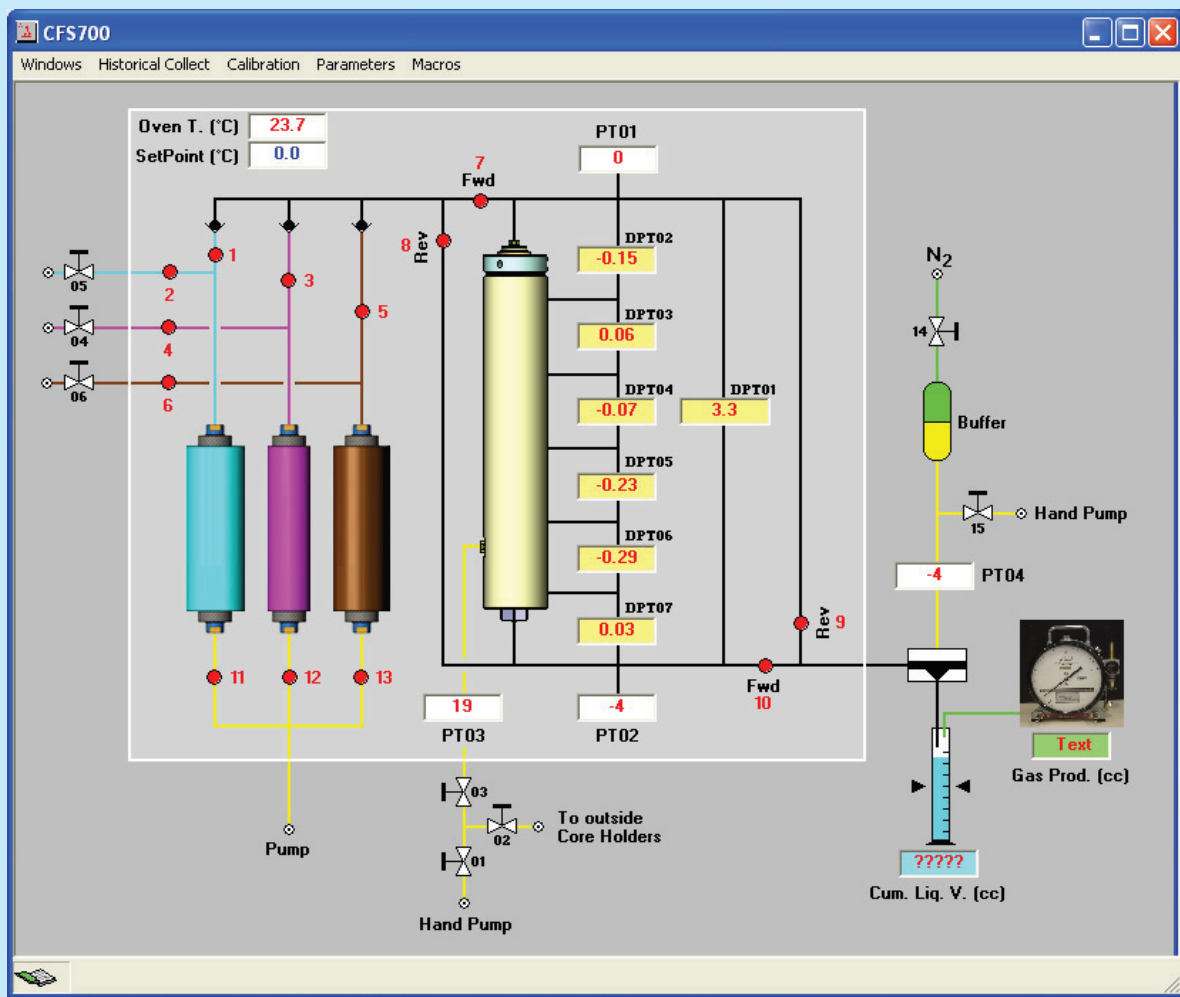 CFS700
Windows Historical Collect Calibration Parameters Macros
Oven T. (°C) 23.7
SetPoint (°C) 0.0
PT01
0
7
Fwd
8
Rev
DPT02
-0.15
1
2
3
05
N2
DPT03
0.06
5
4
04
14
DPT04
-0.07
DPT01
3.3
6
06
Buffer
DPT05
-0.23
15
Hand Pump
DPT06
-0.29
-4
PT04
DPT07
0.03
Rev
9
11
12
13
Fwd
10
19
PT03
-4
PT02
Text
Gas Prod. (cc)
03
02
To outside
Core Holders
01
Pump
Hand Pump
?????
Cum. Liq. V. (cc)